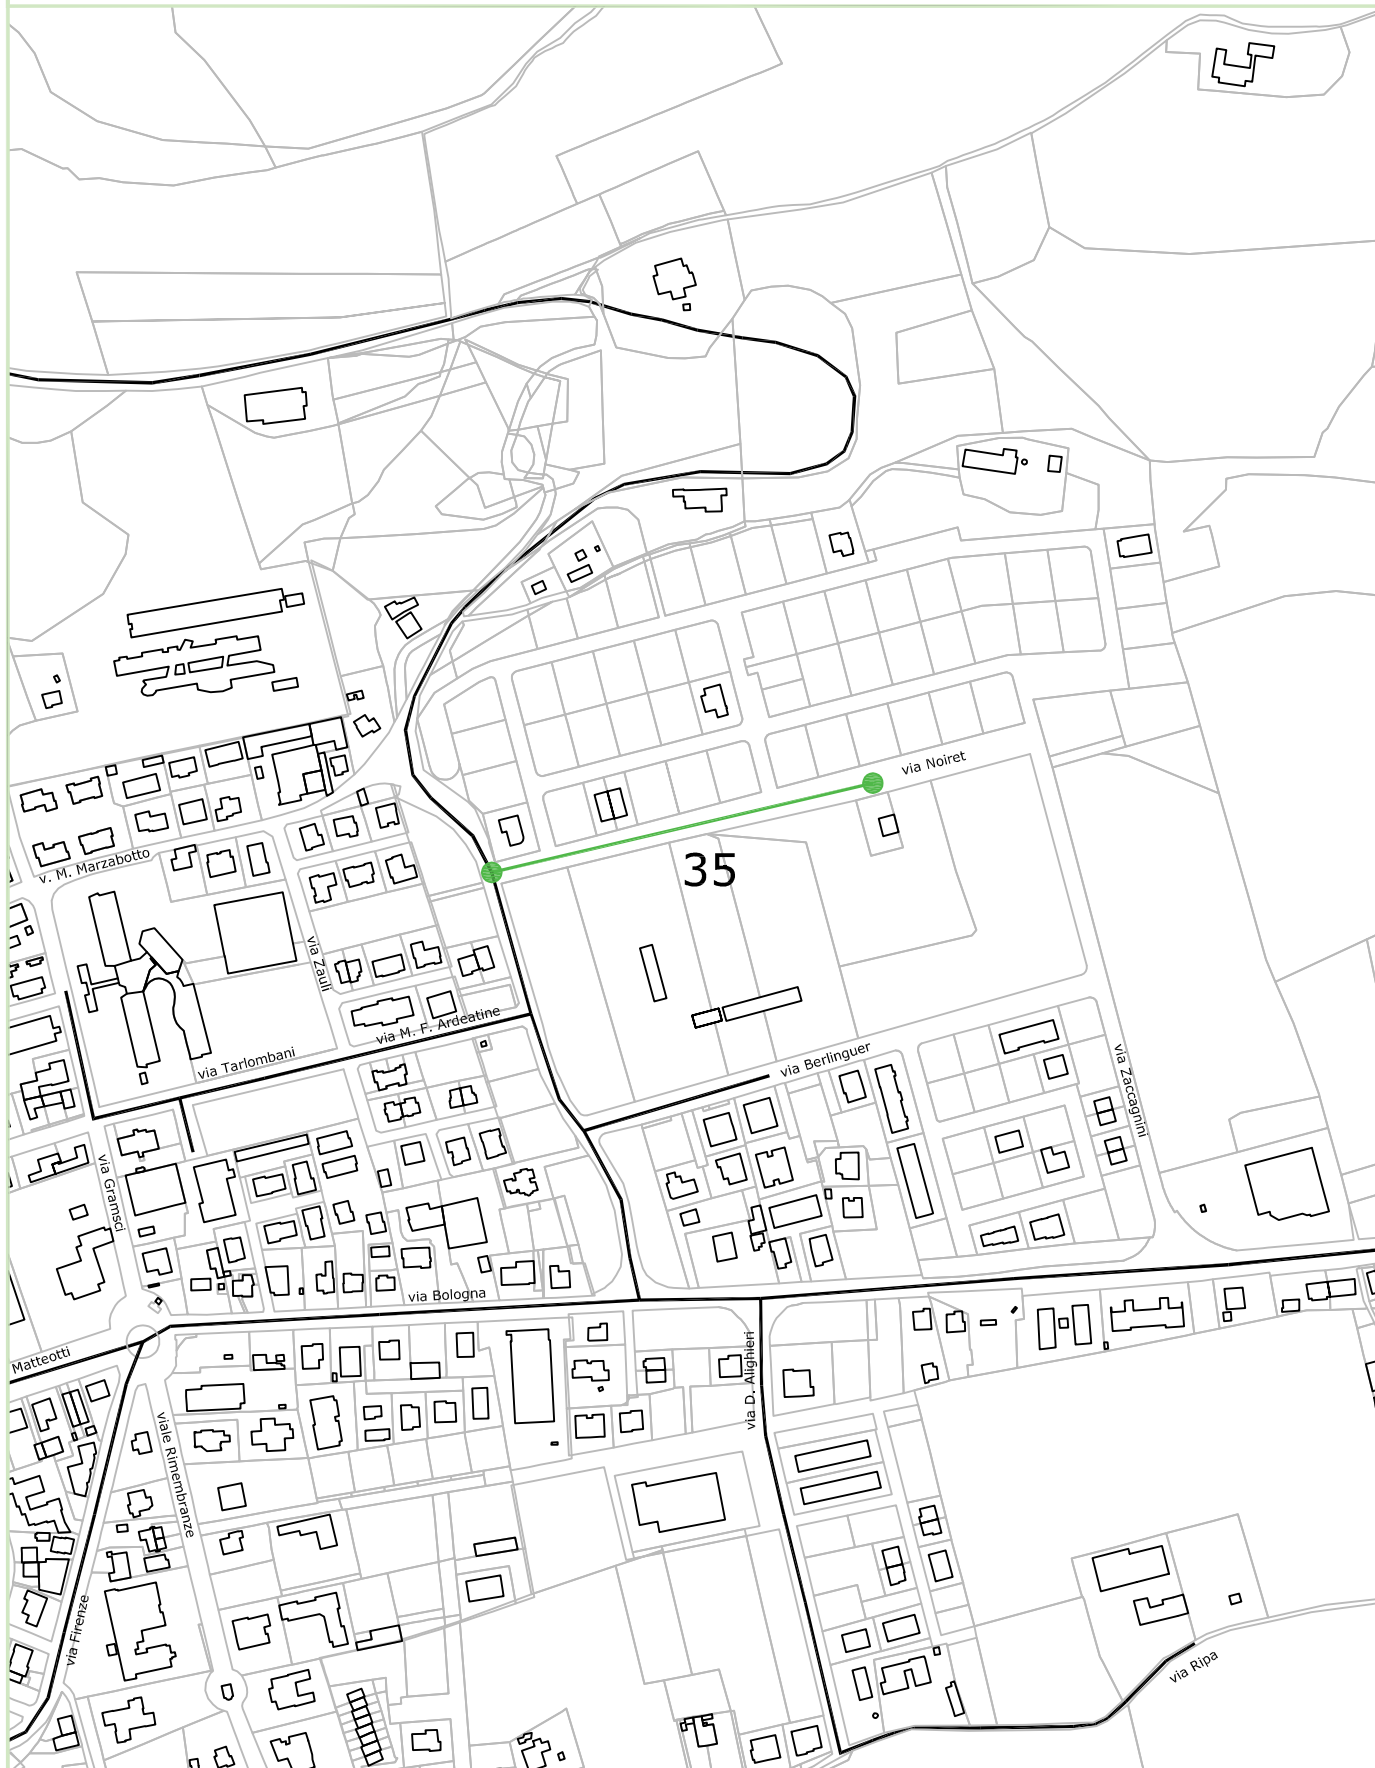 via Noiret
35
v. M. Marzabotto
via Zauli
via M. F. Ardeatine
via Tarlombani
via Berlinguer
via Zaccagnini
via Gramsci
via Bologna
Matteotti
via D. Alighieri
viale Rimembranze
via Firenze
via Ripa